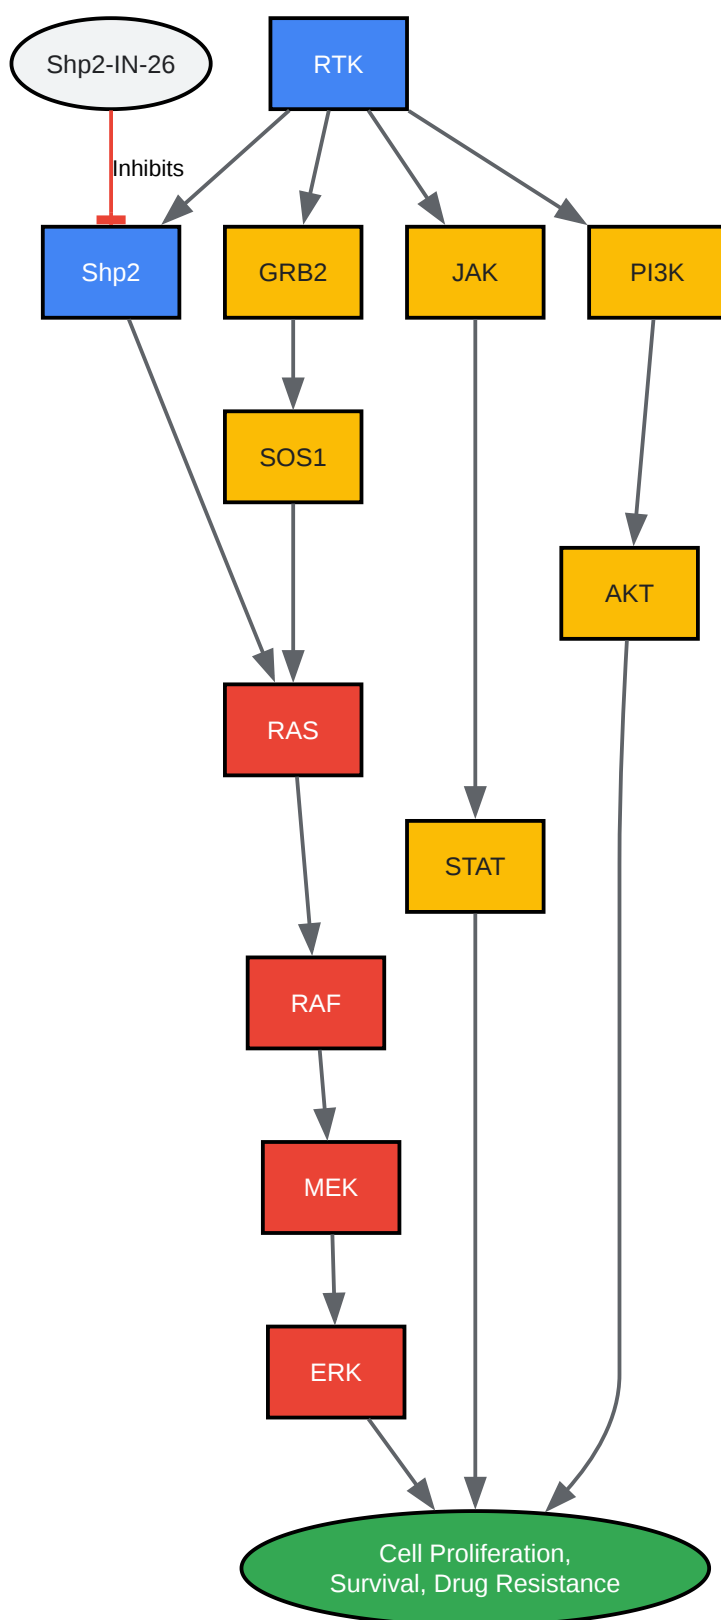 Shp2-IN-26
RTK
Inhibits
Shp2
GRB2
JAK
PI3K
SOS1
AKT
RAS
STAT
RAF
MEK
ERK
Cell Proliferation,
Survival, Drug Resistance